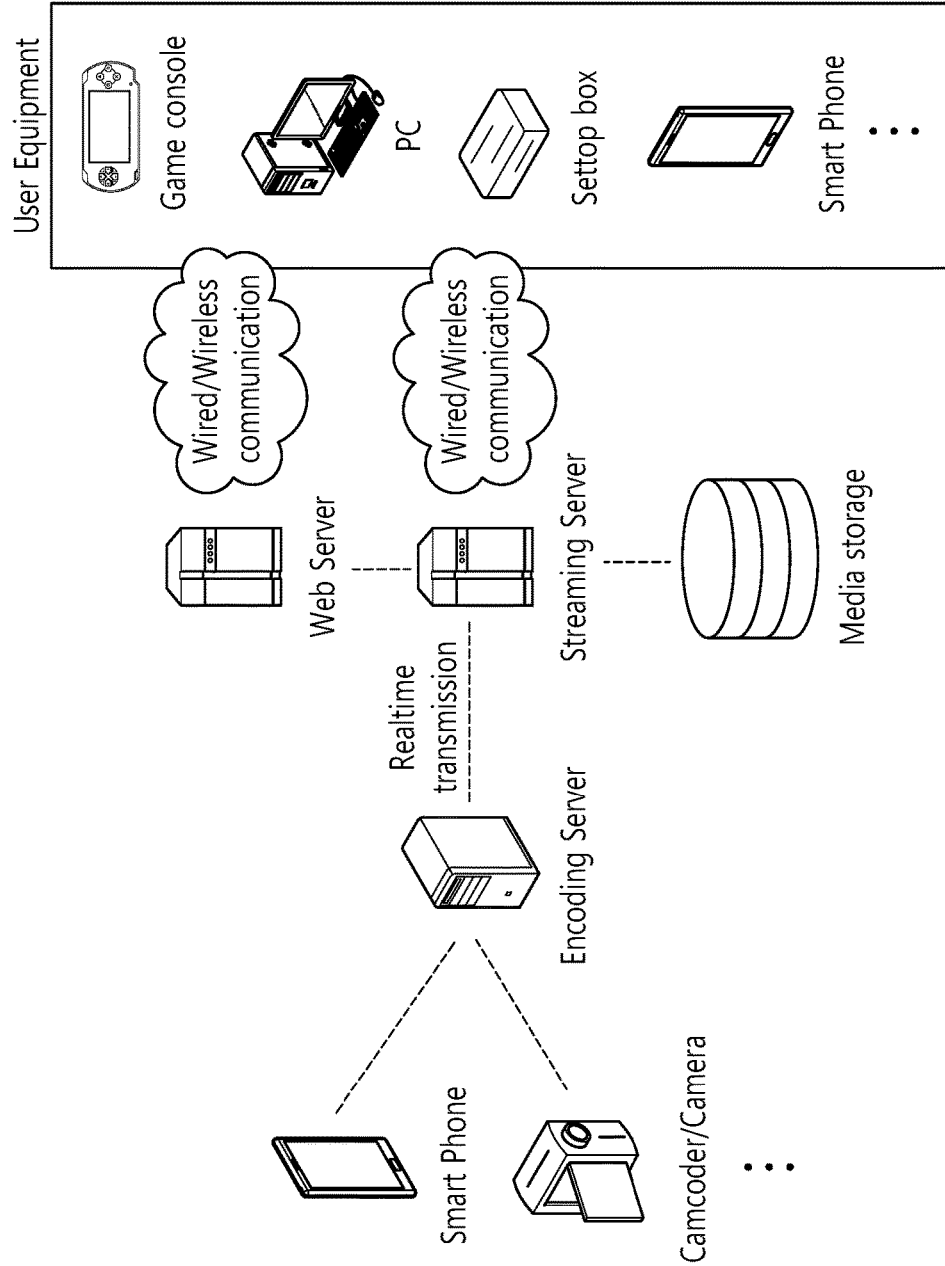 User Equipment
Game console
PC
Settop box
Smart Phone
Wired/Wireless
communication
Wired/Wireless
communication
Web Server
Streaming Server
Media storage
Realtime
transmission
Encoding Server
Smart Phone
Camcoder/Camera